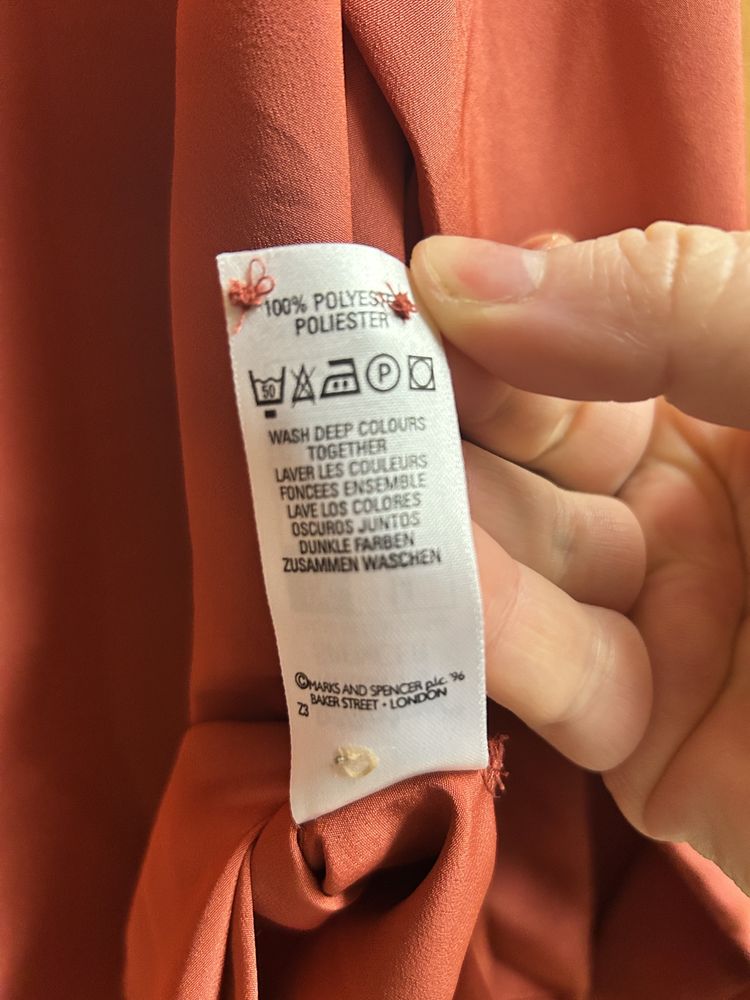 100% POLYESTER
POLIESTER
50 P
WASH DEEP COLOURS
TOGETHER
LAVER LES COULEURS
FONCEES ENSEMBLE
LAVE LOS COLORES
OSCUROS JUNTOS
DUNKLE FARBEN
ZUSAMMEN WASCHEN
©MARKS AND SPENCER p.l.c. '96
Z3 BAKER STREET • LONDON